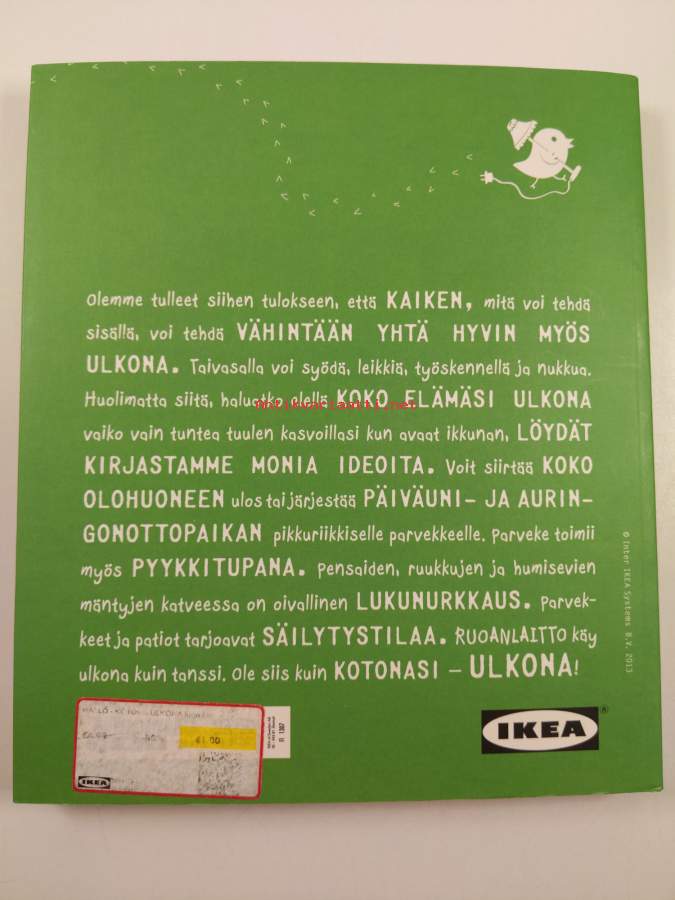 Olemme tulleet siihen tulokseen, että KAIKEN, mitä voi tehdä
sisällä, voi tehdä VÄHINTÄÄN YHTÄ HYVIN MYÖS
ULKONA. Taivasalla voi syödä, leikkiä, työskennellä ja nukkua.
Huolimatta siitä, haluatko olella KOKO ELÄMÄSI ULKONA
antikvariaatti.net
vaiko vain tuntea tuulen kasvoillasi kun avaat ikkunan, LÖYDÄT
KIRJASTAMME MONIA IDEOITA. Voit siirtää KOKO
OLOHUONEEN ulos tai järjestää PÄIVÄUNI- JA AURIN-
GONOTTOPAIKAN pikkuriikkiselle parvekkeelle. Parveke toimii
myös PYYKKITUPANA. Pensaiden, ruukkujen ja humisevien
mäntyjen katveessa on oivallinen LUKUNURKKAUS. Parvek-
keet ja patiot tarjoavat SÄILYTYSTILAA. RUOANLAITTO käy
ulkona kuin tanssi. Ole siis kuin KOTONASI – ULKONA!
© Inter IKEA Systems B.V. 2013
IKEA®
IKEA